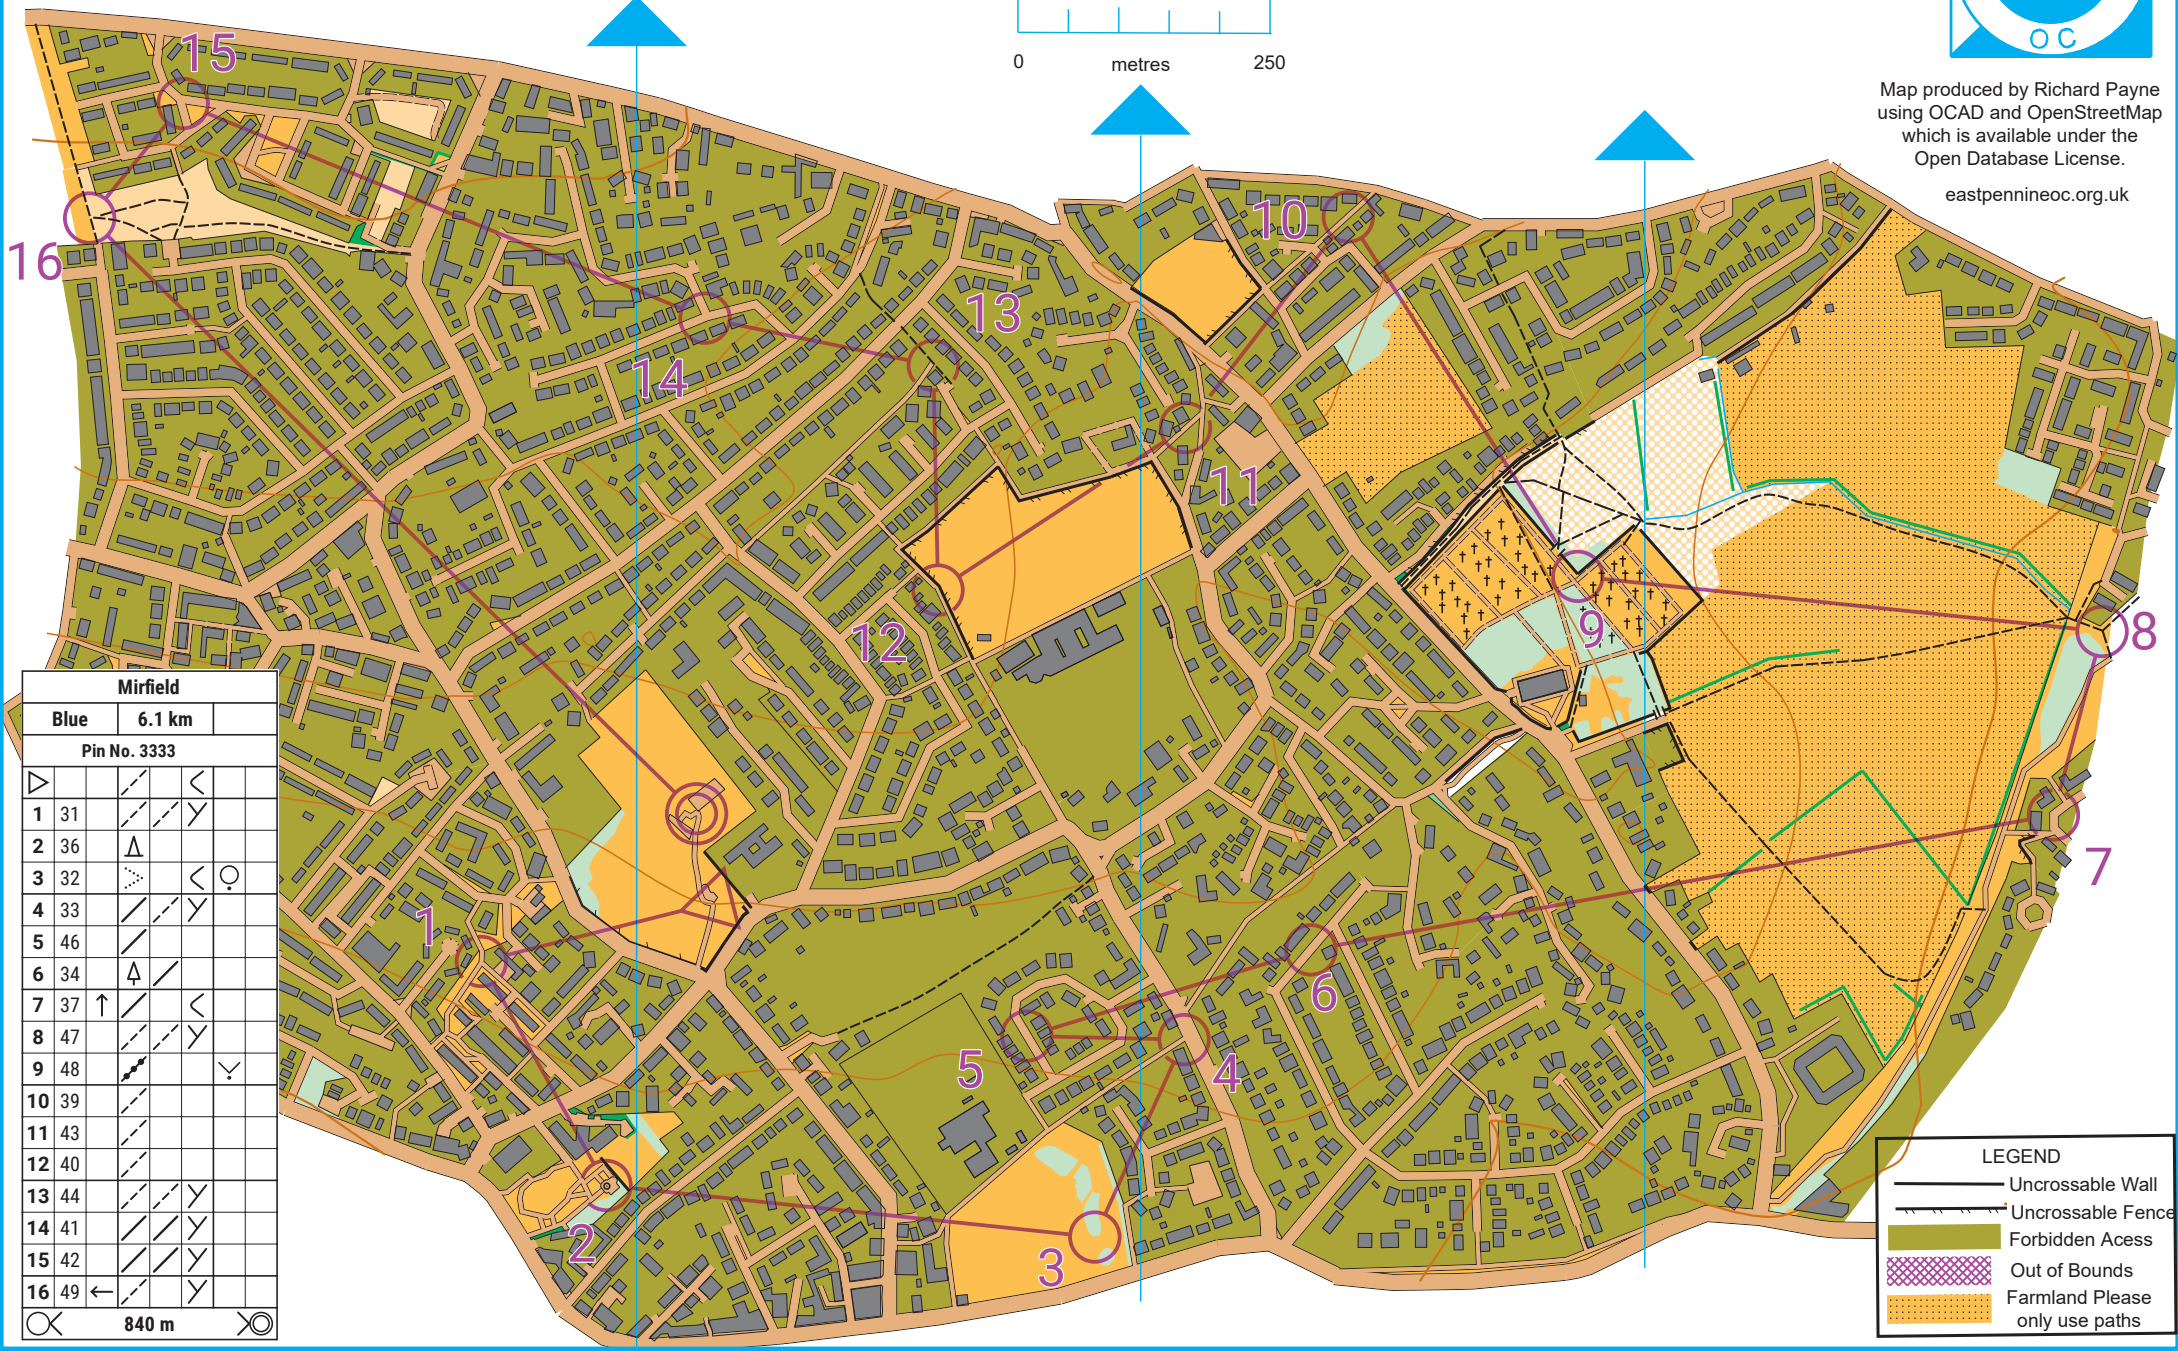 0 metres 250
O C
Map produced by Richard Payne
using OCAD and OpenStreetMap
which is available under the
Open Database License.
eastpennineoc.org.uk
15
10
16
13
14
11
12
9
8
7
1
6
5
4
2
3
Mirfield
Blue 6.1 km
Pin No. 3333
1 31
2 36
3 32
4 33
5 46
6 34
7 37
8 47
9 48
10 39
11 43
12 40
13 44
14 41
15 42
16 49
840 m
LEGEND
Uncrossable Wall
Uncrossable Fence
Forbidden Acess
Out of Bounds
Farmland Please
only use paths